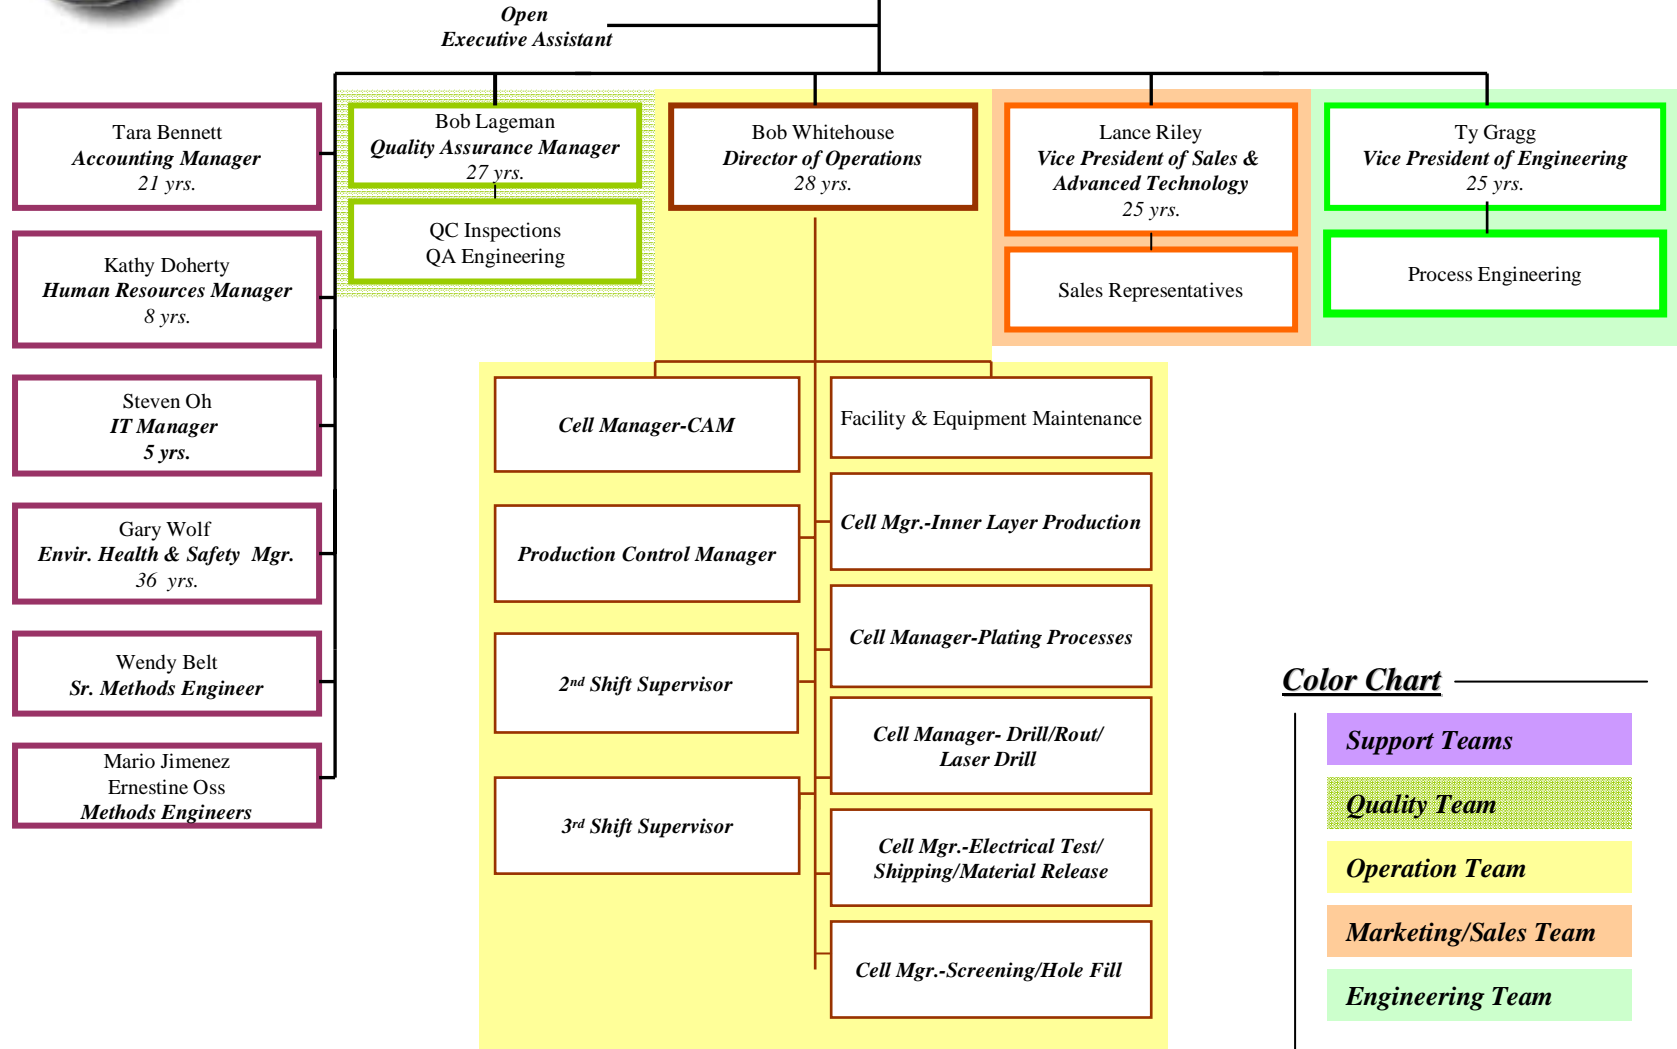 Open
Executive Assistant
Tara Bennett
Accounting Manager
21 yrs.
Kathy Doherty
Human Resources Manager
8 yrs.
Steven Oh
IT Manager
5 yrs.
Gary Wolf
Envir. Health & Safety  Mgr.
36  yrs.
Wendy Belt
Sr. Methods Engineer
Mario Jimenez
Ernestine Oss
Methods Engineers
Bob Lageman
Quality Assurance Manager
27 yrs.
QC Inspections
QA Engineering
Bob Whitehouse
Director of Operations
28 yrs.
Cell Manager-CAM
Production Control Manager
2nd Shift Supervisor
3rd Shift Supervisor
Facility & Equipment Maintenance
Cell Mgr.-Inner Layer Production
Cell Manager-Plating Processes
Cell Manager- Drill/Rout/
Laser Drill
Cell Mgr.-Electrical Test/
Shipping/Material Release
Cell Mgr.-Screening/Hole Fill
Lance Riley
Vice President of Sales &
Advanced Technology
25 yrs.
Sales Representatives
Ty Gragg
Vice President of Engineering
25 yrs.
Process Engineering
Color Chart
Support Teams
Quality Team
Operation Team
Marketing/Sales Team
Engineering Team